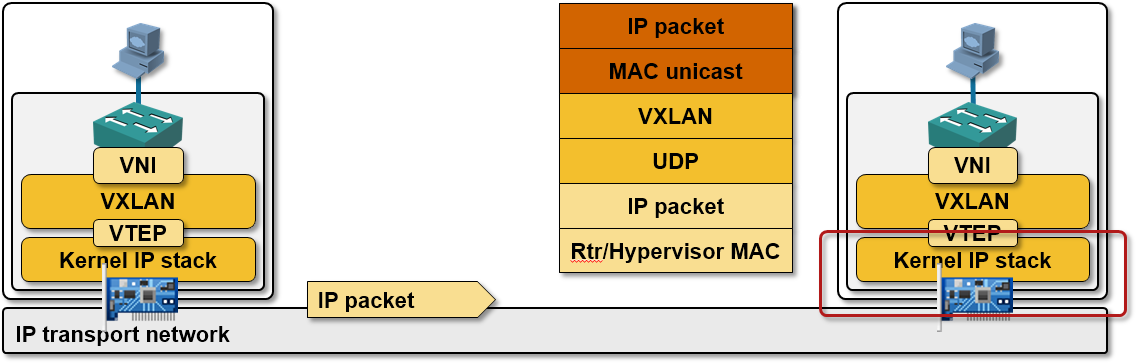 VNI
VXLAN
VTEP
Kernel IP stack
IP packet
MAC unicast
VXLAN
UDP
IP packet
Rtr/Hypervisor MAC
VNI
VXLAN
VTEP
Kernel IP stack
IP packet
IP transport network